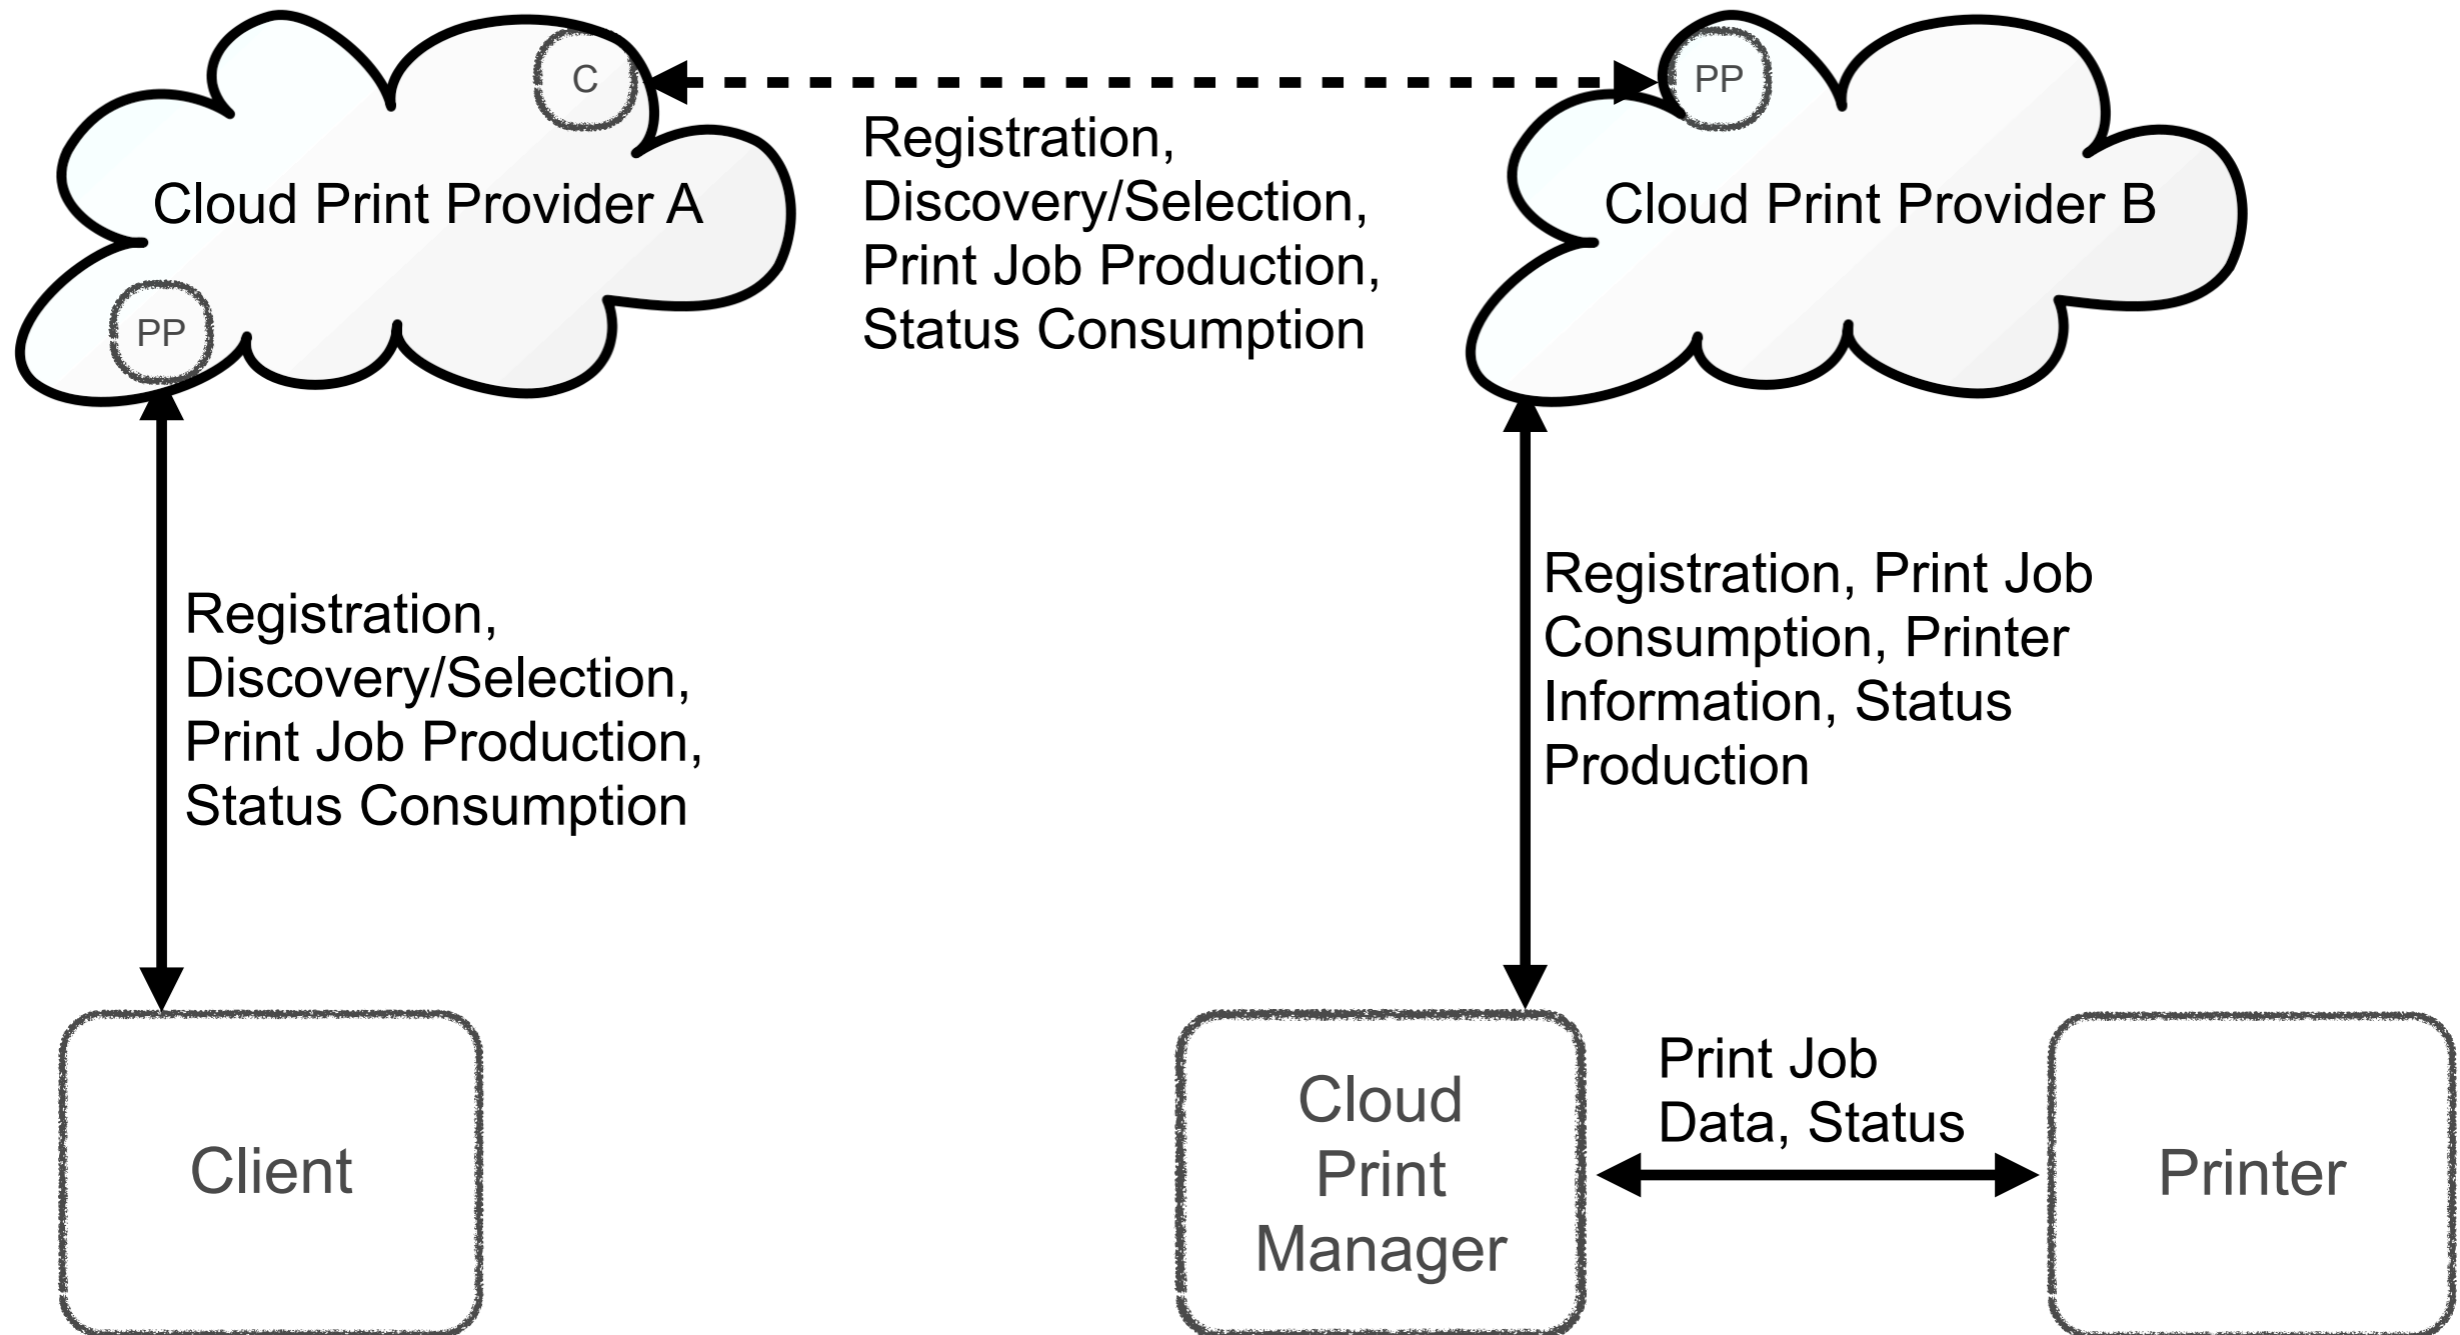 C
PP
Registration,
Discovery/Selection,
Print Job Production,
Status Consumption
Cloud Print Provider A
Cloud Print Provider B
PP
Registration,
Discovery/Selection,
Print Job Production,
Status Consumption
Registration, Print Job
Consumption, Printer
Information, Status
Production
Client
Cloud
Print
Manager
Print Job
Data, Status
Printer